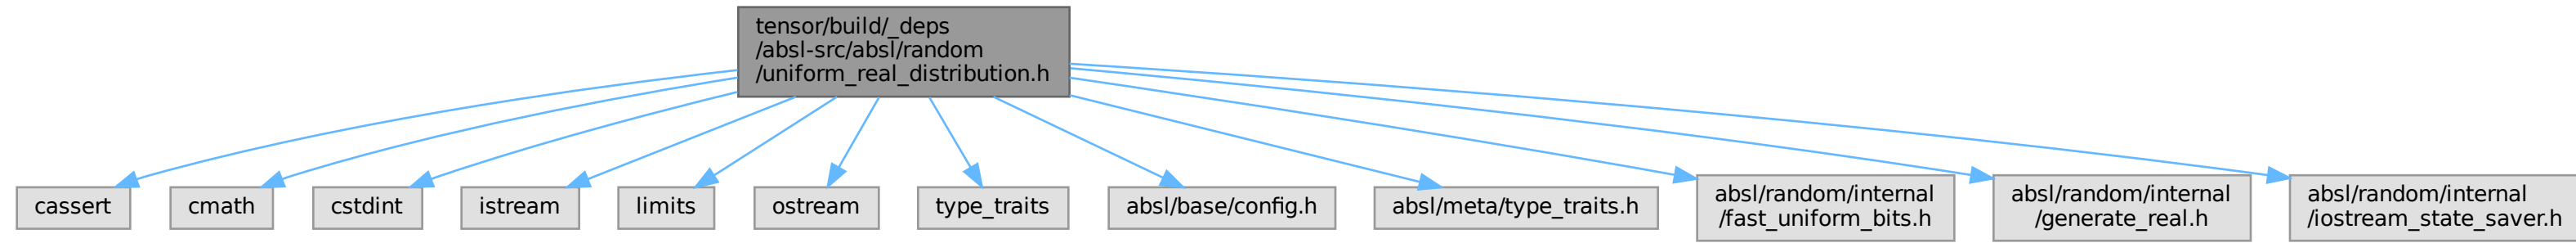 tensor/build/_deps
/absl-src/absl/random
/uniform_real_distribution.h
cassert
cmath
cstdint
istream
limits
ostream
type_traits
absl/base/config.h
absl/meta/type_traits.h
absl/random/internal
/fast_uniform_bits.h
absl/random/internal
/generate_real.h
absl/random/internal
/iostream_state_saver.h